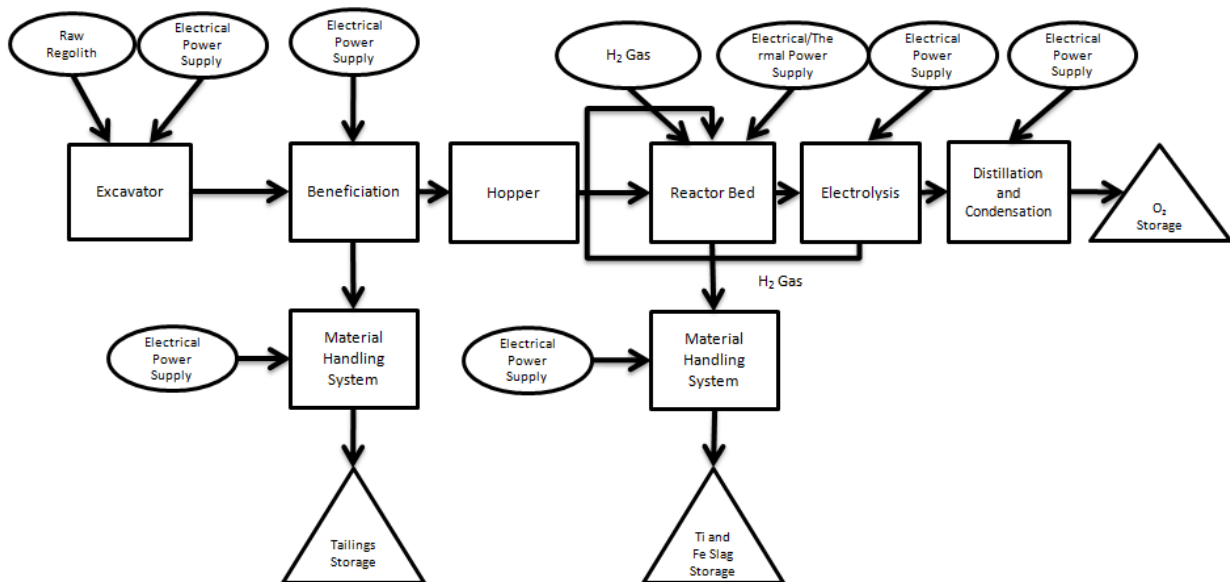 Raw
Regolith
Electrical
Power
Supply
Electrical
Power
Supply
H₂ Gas
Electrical/The
rmal Power
Supply
Electrical
Power
Supply
Electrical
Power
Supply
Excavator
Beneficiation
Hopper
Reactor Bed
Electrolysis
Distillation
and
Condensation
O₂
Storage
H₂ Gas
Electrical
Power
Supply
Material
Handling
System
Electrical
Power
Supply
Material
Handling
System
Tailings
Storage
Ti and
Fe Slag
Storage